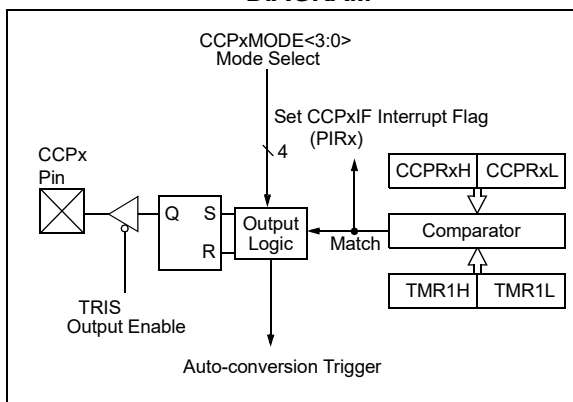 CCPxMODE<3:0>
Mode Select
Set CCPxIF Interrupt Flag
(PIRx)
4
CCPx
Pin
CCPRxH CCPRxL
Q S
R
Output
Logic
Match
Comparator
TMR1H TMR1L
TRIS
Output Enable
Auto-conversion Trigger